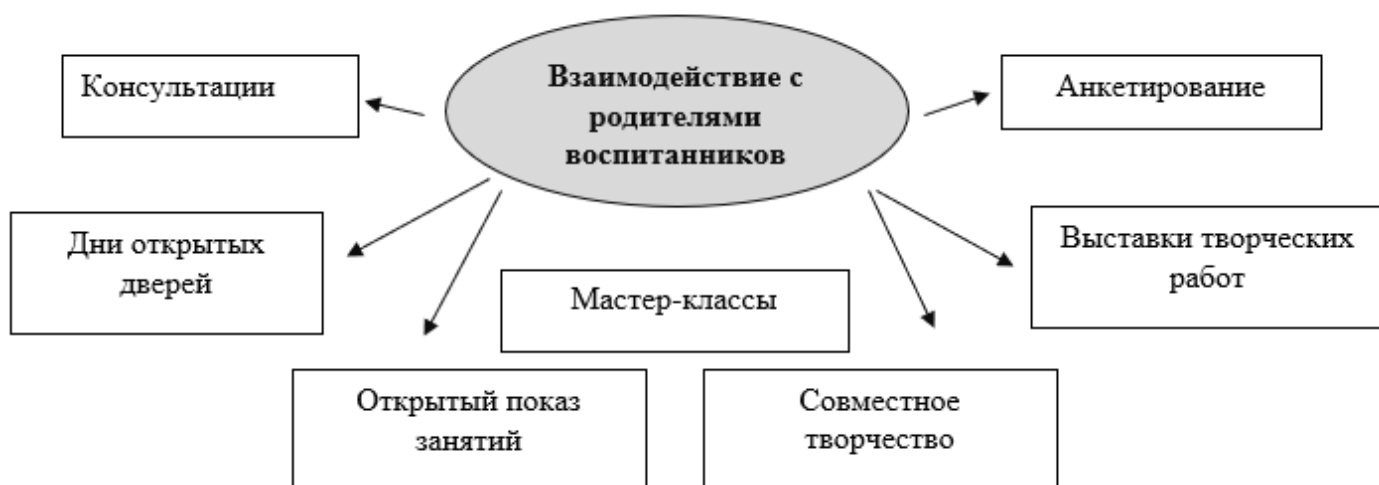 Взаимодействие с
родителями
воспитанников
Консультации
Анкетирование
Дни открытых
дверей
Выставки творческих
работ
Мастер-классы
Открытый показ
занятий
Совместное
творчество